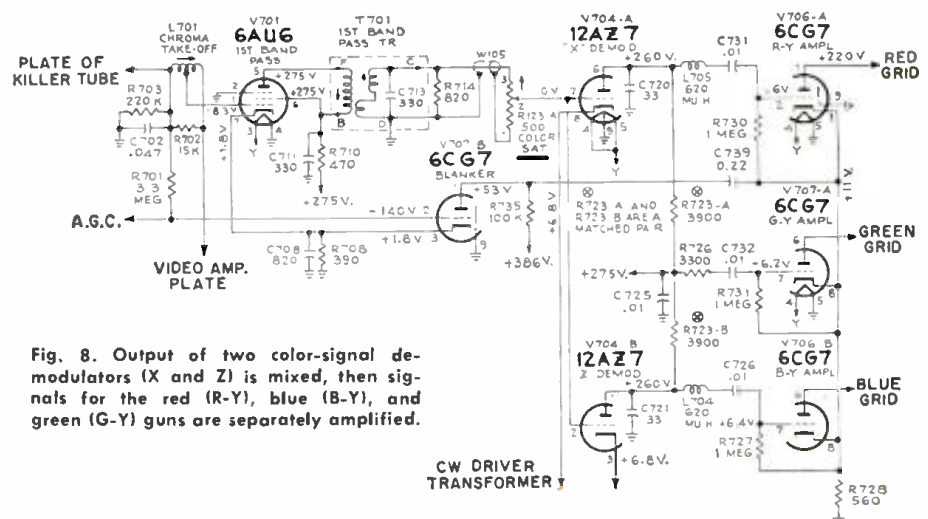 L701
CHROMA
TAKE-OFF
V701
6AU6
1ST BAND
PASS
T701
1ST BAND
PASS TR
W105
V704-A
12AZ7
"X" DEMOD
+260V.
C731
.01
V706-A
6CG7
R-Y AMPL
+220V
RED
GRID
PLATE OF
KILLER TUBE
R703
220 K
C702
.047
R702
15K
R701
3.3
MEG
A.G.C.
VIDEO AMP.
PLATE
+1.8V
+275V
+275V
C711
330
R710
470
+275V.
C713
330
R714
820
500
COLOR
SAT
0V
C720
33
L705
620
MU H
R730
1 MEG
C739
0.22
V707 B
6CG7
BLANKER
+53V
-140V 2
+1.8V 3
C708
820
R708
390
R735
100 K
+386V.
+6.8V
R723 A AND
R723 B ARE A
MATCHED PAIR
R723-A
3900
V707-A
6CG7
G-Y AMPL
GREEN
GRID
R726
3300
C732
.01
+6.2V
+275V.
C725
.01
R731
1 MEG
R723-B
3900
V704 B
12AZ7
Z DEMOD
+260V
C721
33
L704
620
MU H
C726
.01
+6.4V
R727
1 MEG
V706 B
6CG7
B-Y AMPL
BLUE
GRID
+6.8V.
CW DRIVER
TRANSFORMER
R728
560
Fig. 8. Output of two color-signal de-
modulators (X and Z) is mixed, then sig-
nals for the red (R-Y), blue (B-Y), and
green (G-Y) guns are separately amplified.